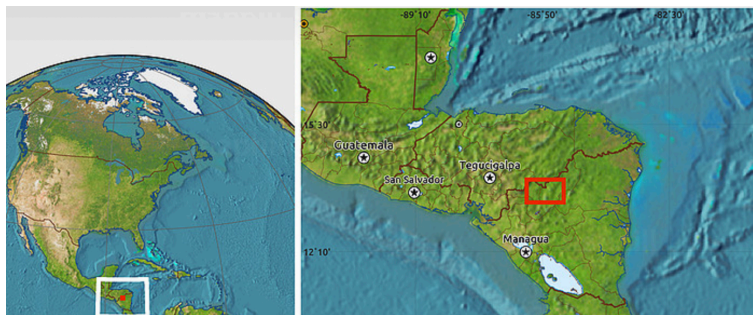 -89°10'
-85°50'
-82°30'
15°30'
Guatemala
Tegucigalpa
San Salvador
Managua
12°10'